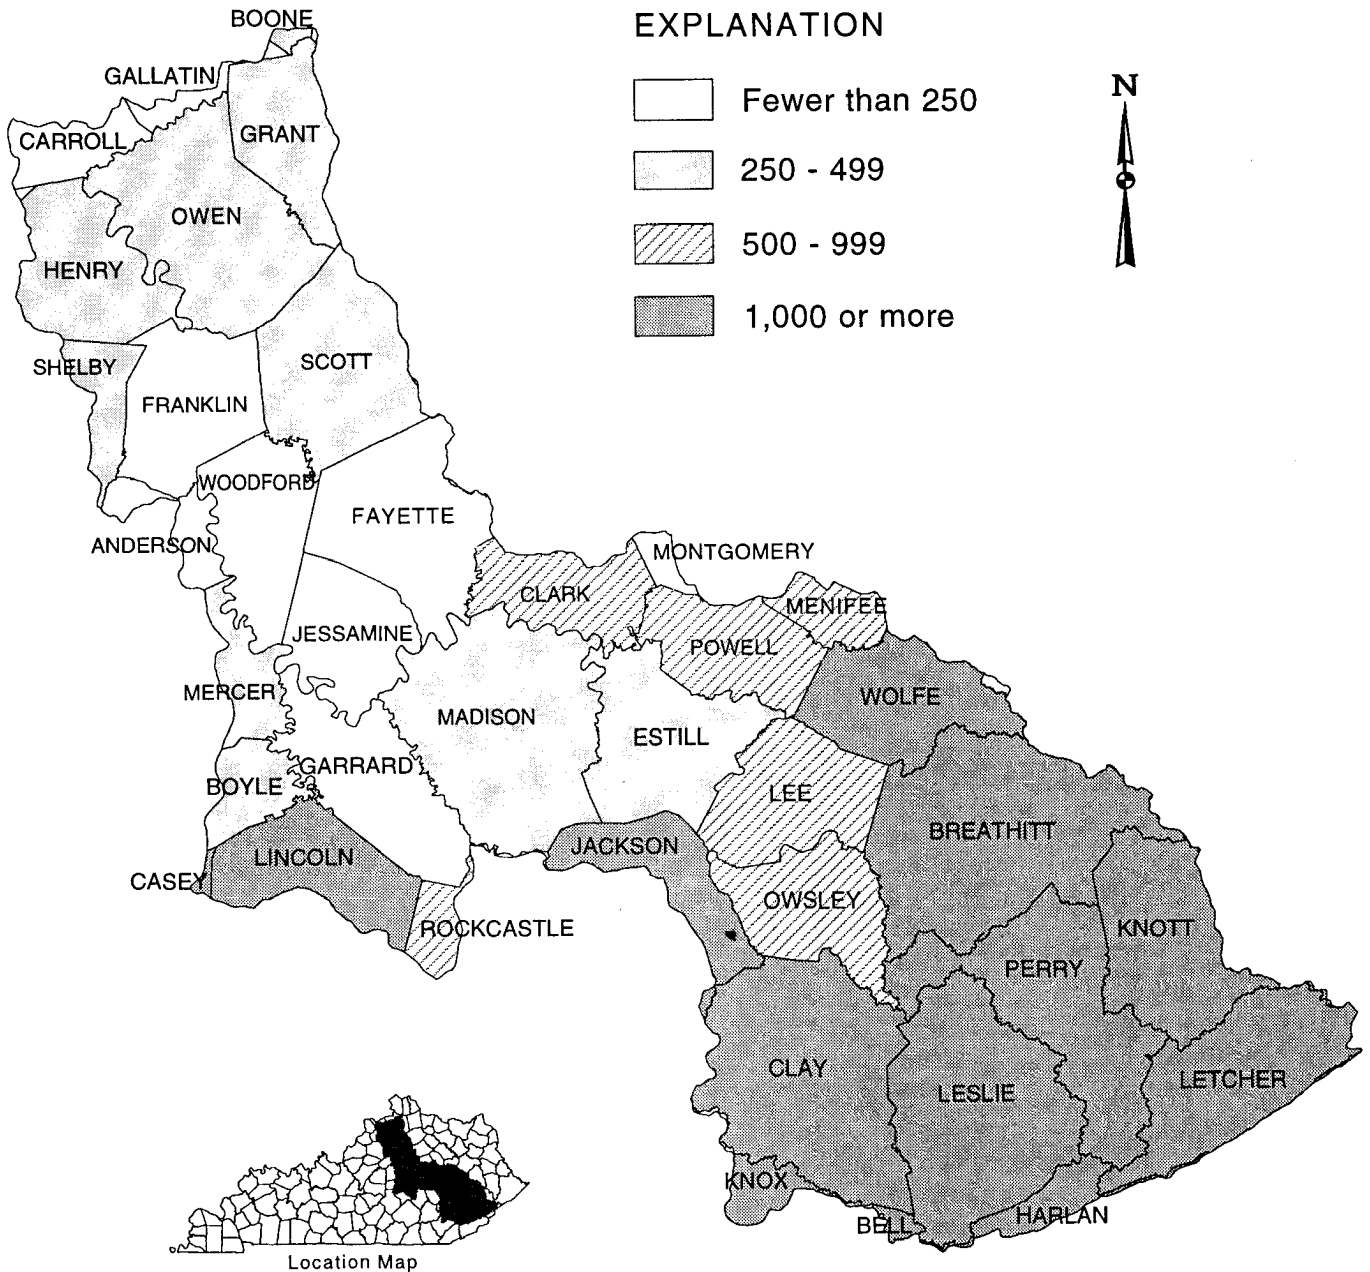 BOONE
EXPLANATION
GALLATIN
Fewer than 250
N
CARROLL
GRANT
250 - 499
OWEN
500 - 999
HENRY
1,000 or more
SHELBY
SCOTT
FRANKLIN
WOODFORD
FAYETTE
ANDERSON
MONTGOMERY
CLARK
MENIFEE
JESSAMINE
POWELL
MERCER
WOLFE
MADISON
ESTILL
GARRARD
BOYLE
LEE
BREATHITT
JACKSON
LINCOLN
CASEY
OWSLEY
ROCKCASTLE
KNOTT
PERRY
CLAY
LESLIE
LETCHER
KNOX
BELL
HARLAN
Location Map